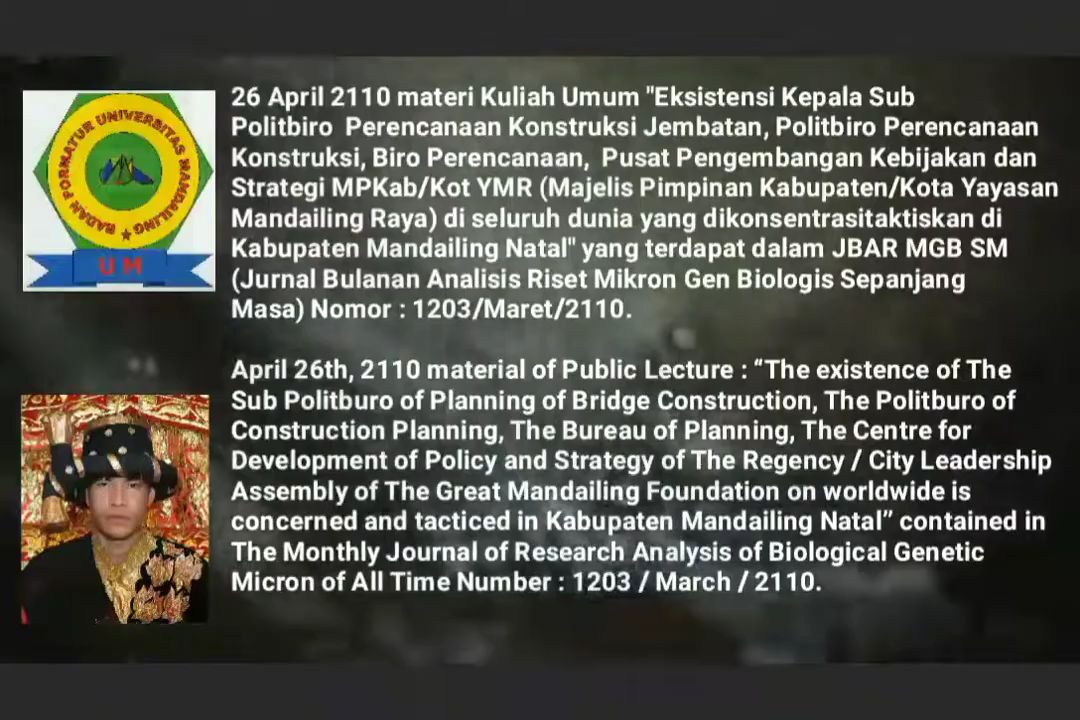 RADAH FORNATUR UNIVERSITAS MANDAILING
U M
26 April 2110 materi Kuliah Umum "Eksistensi Kepala Sub
Politbiro Perencanaan Konstruksi Jembatan, Politbiro Perencanaan
Konstruksi, Biro Perencanaan, Pusat Pengembangan Kebijakan dan
Strategi MPKab/Kot YMR (Majelis Pimpinan Kabupaten/Kota Yayasan
Mandailing Raya) di seluruh dunia yang dikonsentrasitaktiskan di
Kabupaten Mandailing Natal" yang terdapat dalam JBAR MGB SM
(Jurnal Bulanan Analisis Riset Mikron Gen Biologis Sepanjang
Masa) Nomor : 1203/Maret/2110.
April 26th, 2110 material of Public Lecture : “The existence of The
Sub Politburo of Planning of Bridge Construction, The Politburo of
Construction Planning, The Bureau of Planning, The Centre for
Development of Policy and Strategy of The Regency / City Leadership
Assembly of The Great Mandailing Foundation on worldwide is
concerned and tacticed in Kabupaten Mandailing Natal” contained in
The Monthly Journal of Research Analysis of Biological Genetic
Micron of All Time Number : 1203 / March / 2110.